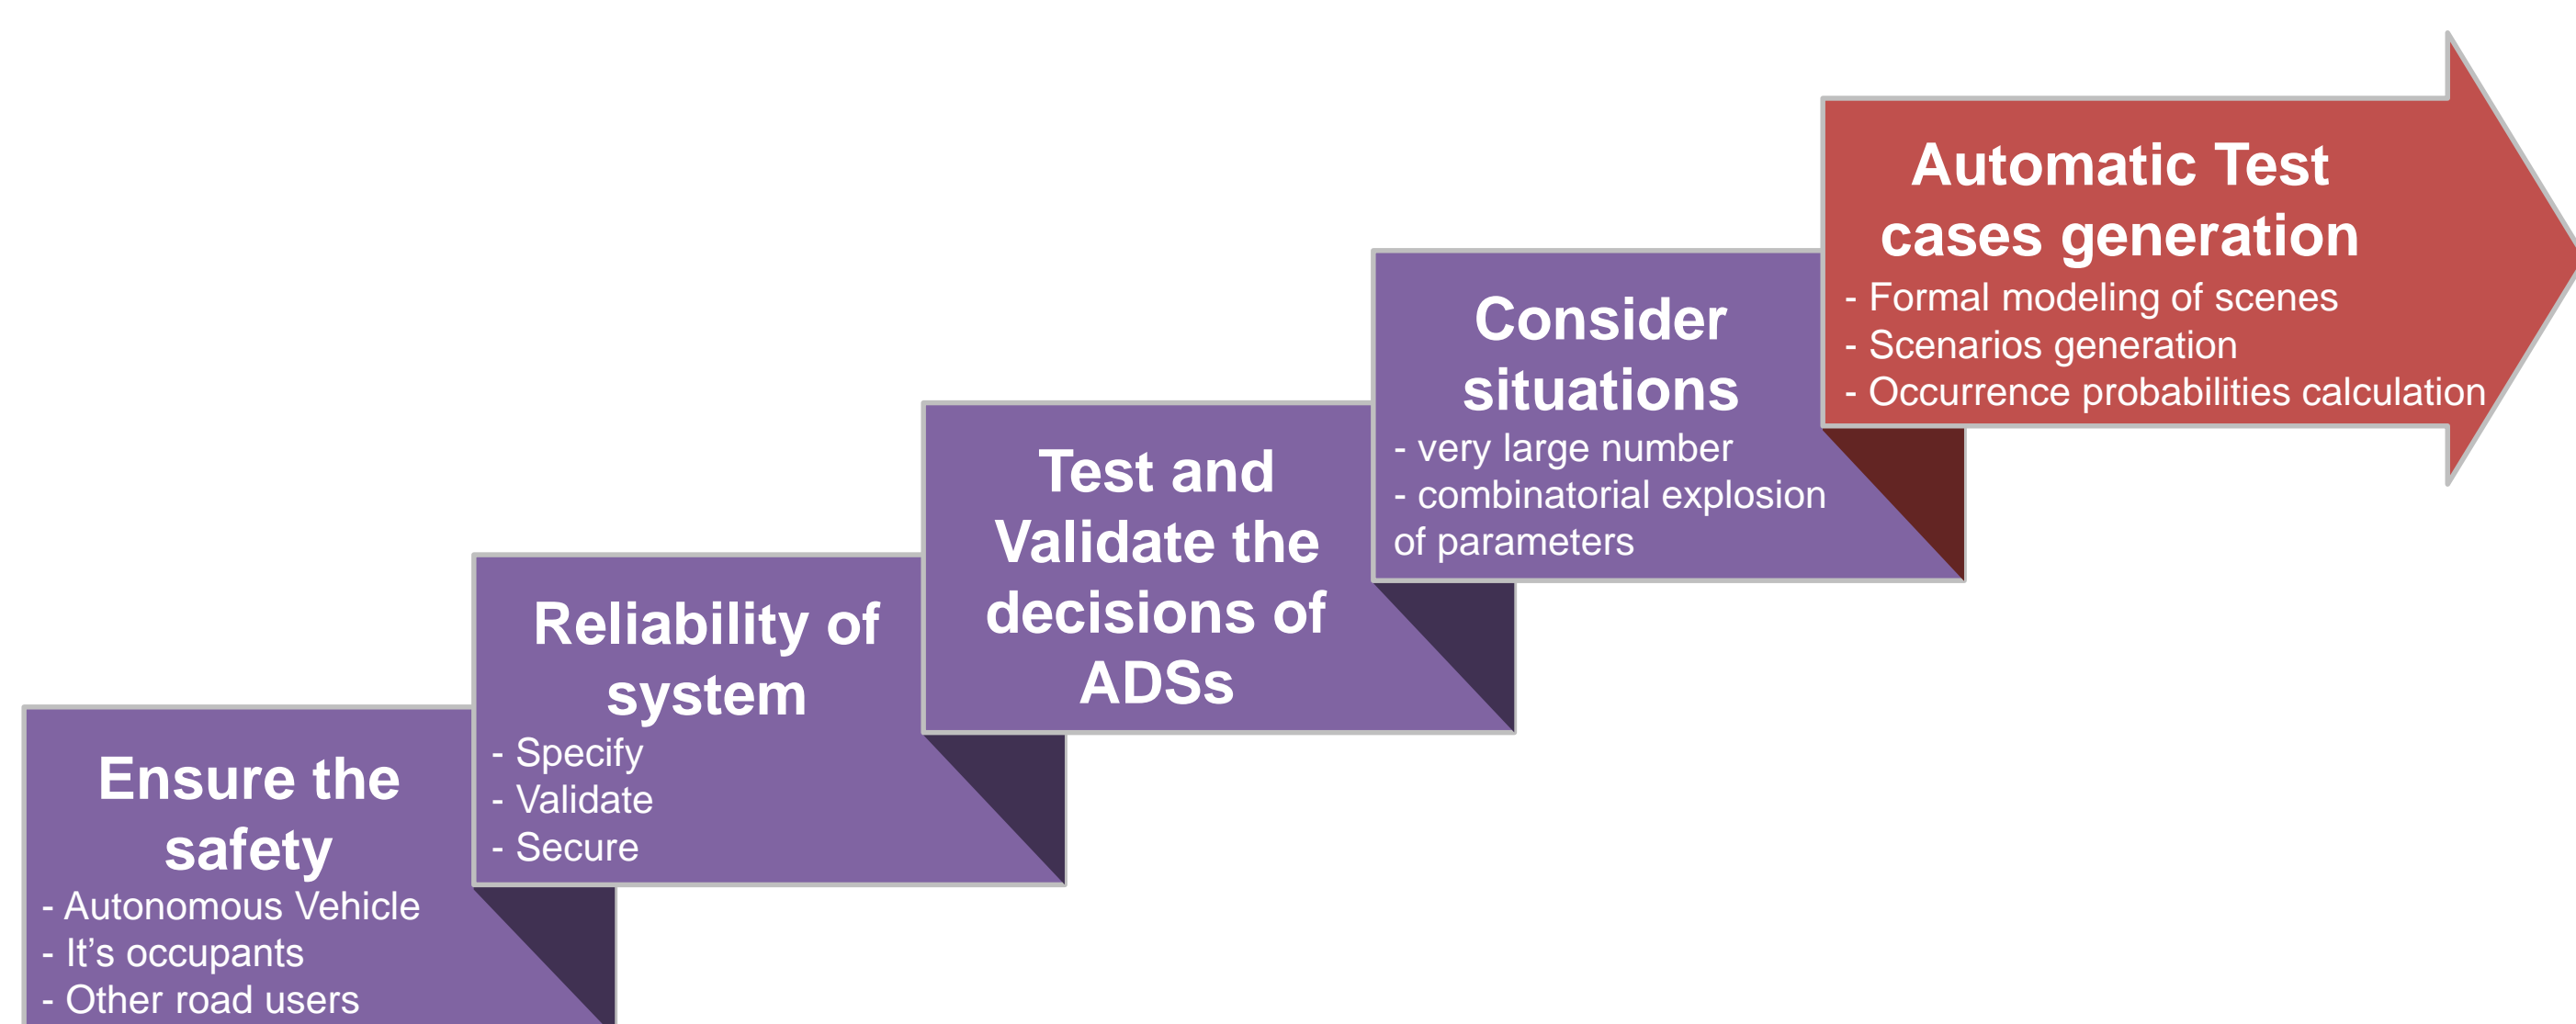 Ensure the
safety
- Autonomous Vehicle
- It's occupants
- Other road users
Reliability of
system
- Specify
- Validate
- Secure
Test and
Validate the
decisions of
ADSs
Consider
situations
- very large number
- combinatorial explosion
of parameters
Automatic Test
cases generation
- Formal modeling of scenes
- Scenarios generation
- Occurrence probabilities calculation